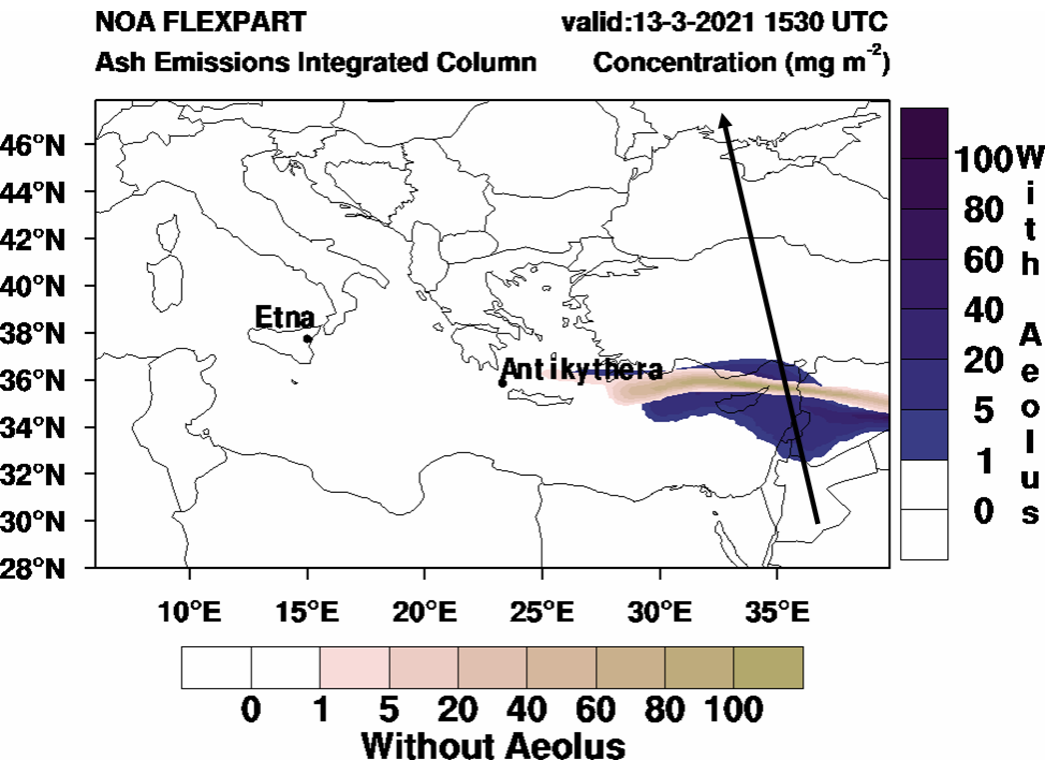 NOA FLEXPART valid:13-3-2021 1530 UTC
Ash Emissions Integrated Column Concentration (mg m-2)
46°N
44°N
42°N
40°N
38°N
36°N
34°N
32°N
30°N
28°N
Etna
Antikythera
10°E 15°E 20°E 25°E 30°E 35°E
100
80
60
40
20
5
1
0
With Aeolus
0 1 5 20 40 60 80 100
Without Aeolus